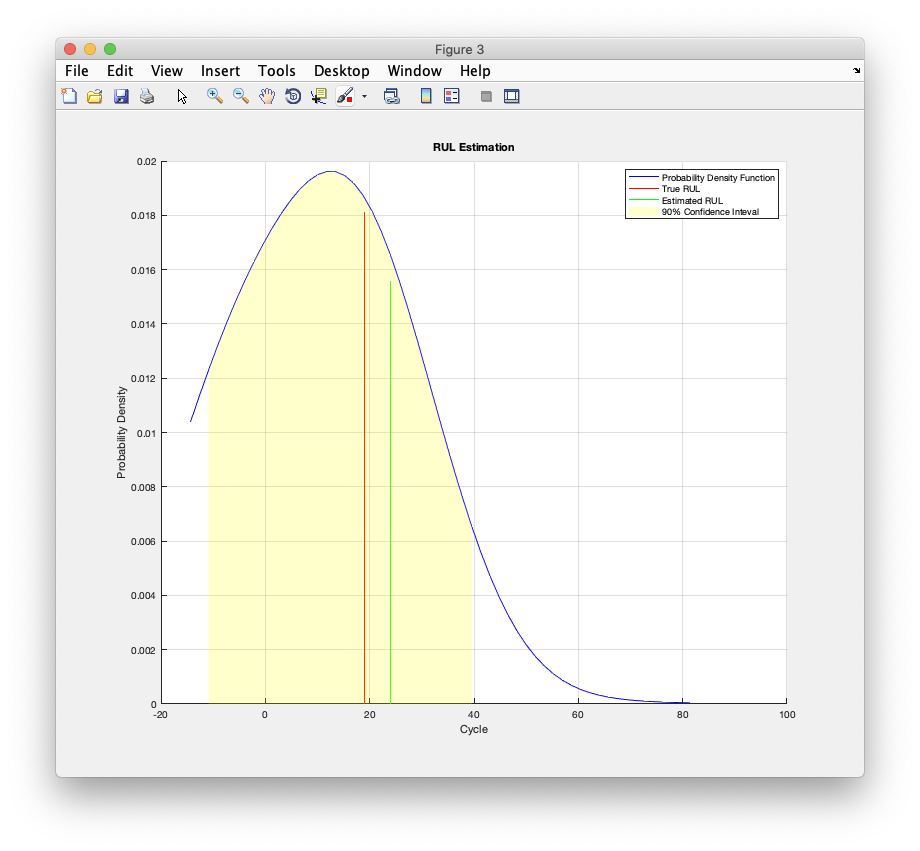 Figure 3
File Edit View Insert Tools Desktop Window Help
RUL Estimation
0.02
0.018
0.016
0.014
0.012
0.01
0.008
0.006
0.004
0.002
0
Probability Density
Probability Density Function
True RUL
Estimated RUL
90% Confidence Inteval
-20 0 20 40 60 80 100
Cycle